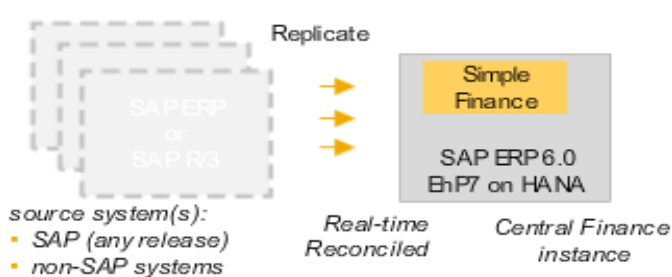 Replicate
SAP ERP
or
SAP R/3
Simple
Finance
SAP ERP 6.0
EhP7 on HANA
source system(s):
▪ SAP (any release)
▪ non-SAP systems
Real-time
Reconciled
Central Finance
instance